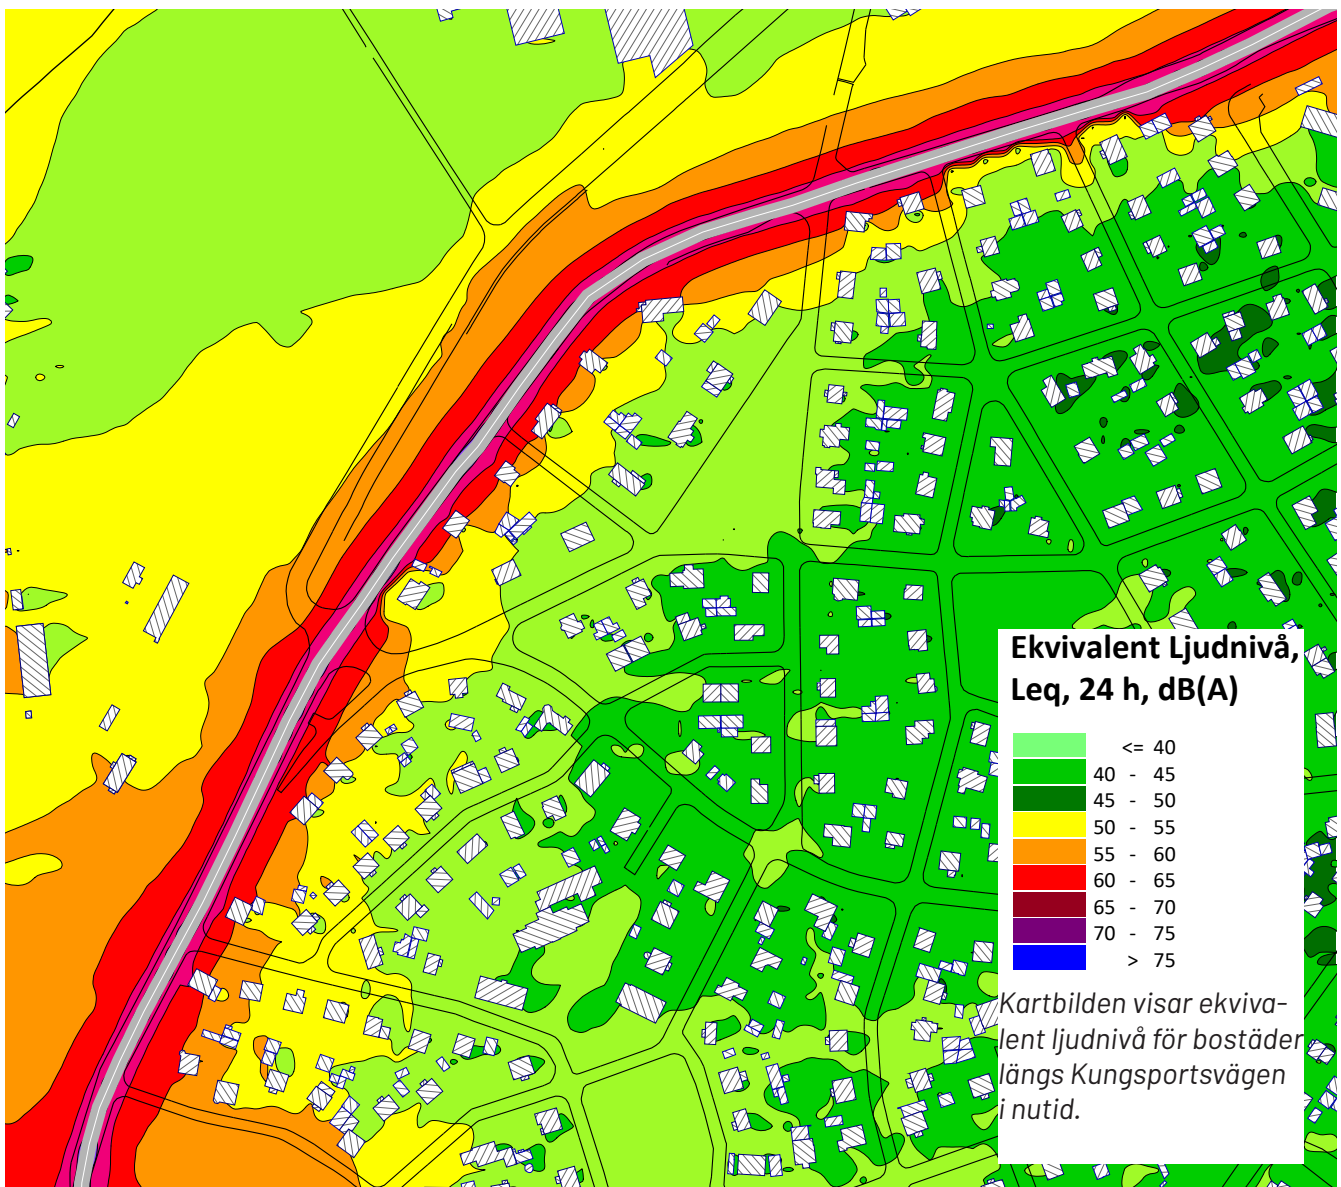 Ekvivalent Ljudnivå,
Leq, 24 h, dB(A)
<= 40
40 - 45
45 - 50
50 - 55
55 - 60
60 - 65
65 - 70
70 - 75
> 75
Kartbilden visar ekviva-
lent ljudnivå för bostäder
längs Kungsportsvägen
i nutid.